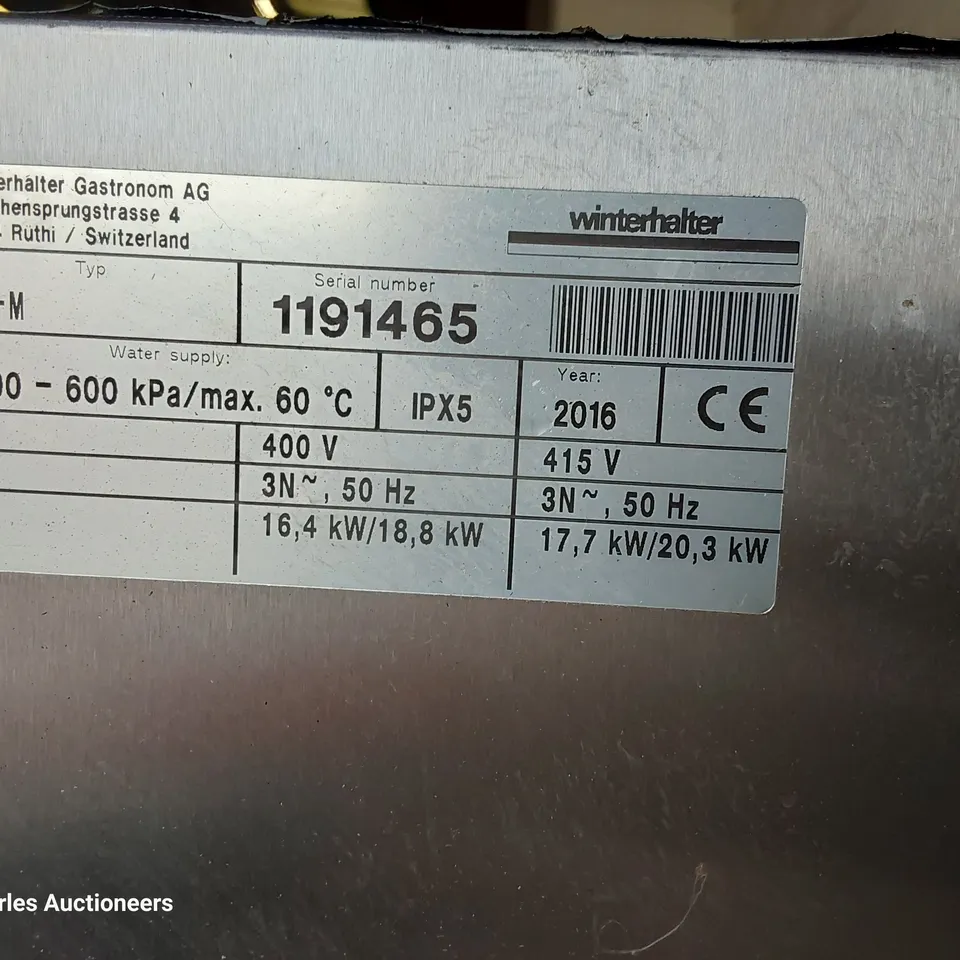 erhalter Gastronom AG
hensprungstrasse 4
Rüthi / Switzerland
winterhalter
Typ
-M
Serial number
1191465
Water supply:
00 – 600 kPa/max. 60 °C
IPX5
Year:
2016
CE
400 V
415 V
3N~, 50 Hz
3N~, 50 Hz
16,4 kW/18,8 kW
17,7 kW/20,3 kW
rles Auctioneers